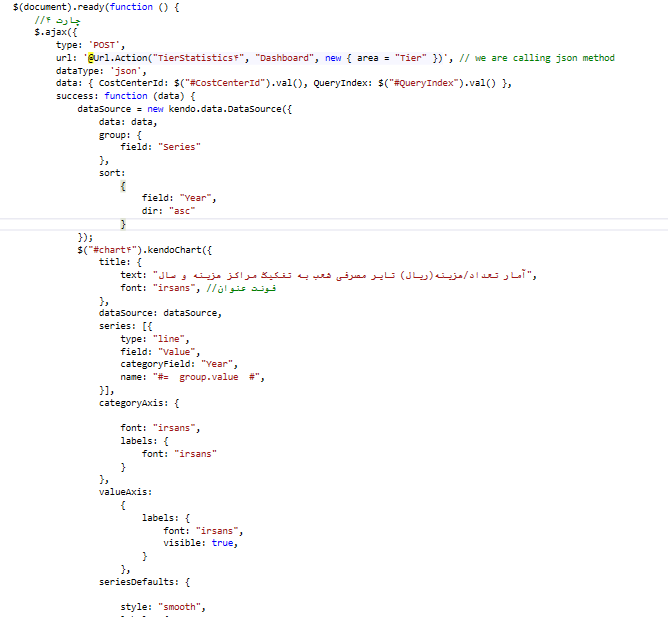 $(document).ready(function () {
//چارت ۴
$.ajax({
type: 'POST',
url: '@Url.Action("TierStatistics۴", "Dashboard", new { area = "Tier" })', // we are calling json method
dataType: 'json',
data: { CostCenterId: $("#CostCenterId").val(), QueryIndex: $("#QueryIndex").val() },
success: function (data) {
dataSource = new kendo.data.DataSource({
data: data,
group: {
field: "Series"
},
sort:
{
field: "Year",
dir: "asc"
}
});
$("#chart۴").kendoChart({
title: {
text: "آمار تعداد/هزینه(ریال) تایر مصرفی شعب به تفکیک مراکز هزینه و سال",
font: "irsans", //فونت عنوان
},
dataSource: dataSource,
series: [{
type: "line",
field: "Value",
categoryField: "Year",
name: "#=  group.value  #",
}],
categoryAxis: {
font: "irsans",
labels: {
font: "irsans"
}
},
valueAxis:
{
labels: {
font: "irsans",
visible: true,
}
},
seriesDefaults: {
style: "smooth",